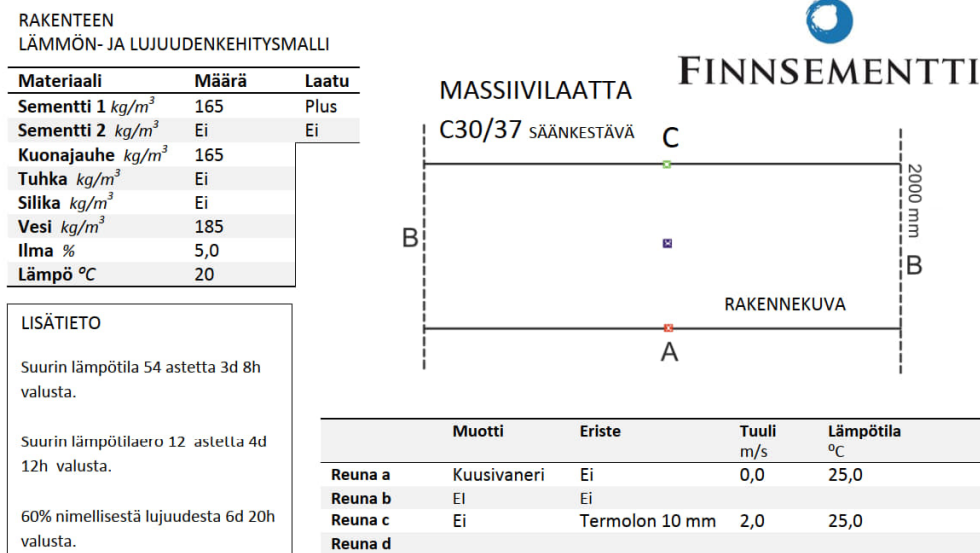 RAKENTEEN
LÄMMÖN- JA LUJUUDENKEHITYSMALLI
FINNSEMENTTI
Materiaali Määrä Laatu
Sementti 1 kg/m³ 165 Plus
Sementti 2 kg/m³ Ei Ei
Kuonajauhe kg/m³ 165
Tuhka kg/m³ Ei
Silika kg/m³ Ei
Vesi kg/m³ 185
Ilma % 5,0
Lämpö ⁰C 20
MASSIIVILAATTA
C30/37 SÄÄNKESTÄVÄ
C
B
2000 mm
B
RAKENNEKUVA
A
LISÄTIETO
Suurin lämpötila 54 astetta 3d 8h
valusta.
Suurin lämpötilaero 12 astetta 4d
12h valusta.
60% nimellisestä lujuudesta 6d 20h
valusta.
Muotti Eriste Tuuli Lämpötila
m/s ⁰C
Reuna a Kuusivaneri Ei 0,0 25,0
Reuna b EI Ei
Reuna c Ei Termolon 10 mm 2,0 25,0
Reuna d